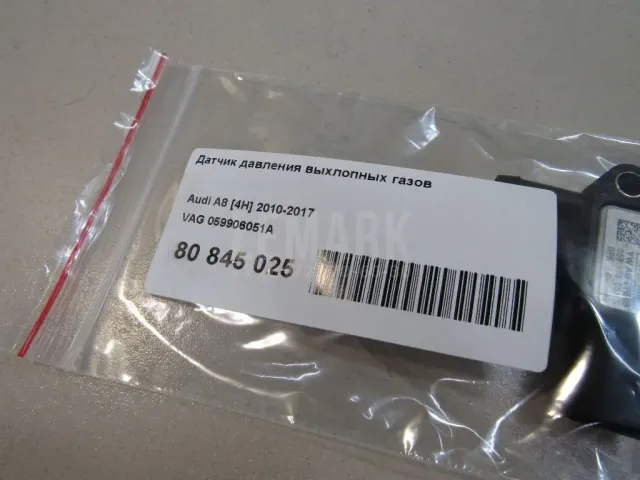 Датчик давления выхлопных газов
Audi A8 [4H] 2010-2017
VAG 059906051A
80 845 025